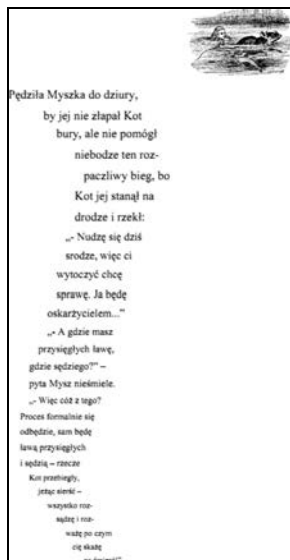 Pędziła Myszka do dziury,
by jej nie złapał Kot
bury, ale nie pomógł
niebodze ten roz-
paczliwy bieg, bo
Kot jej stanął na
drodze i rzekł:
„- Nudzę się dziś
srodze, więc ci
wytoczyć chcę
sprawę. Ja będę
oskarżycielem...”
„- A gdzie masz
przysięgłych ławę,
gdzie sędziego?” –
pyta Mysz nieśmiele.
„- Więc cóż z tego?
Proces formalnie się
odbędzie, sam będę
ławą przysięgłych
i sędzią – rzecze
Kot przebiegły,
jeżąc sierść –
wszystko roz-
sądzę i roz-
ważę po czym
cię skażę